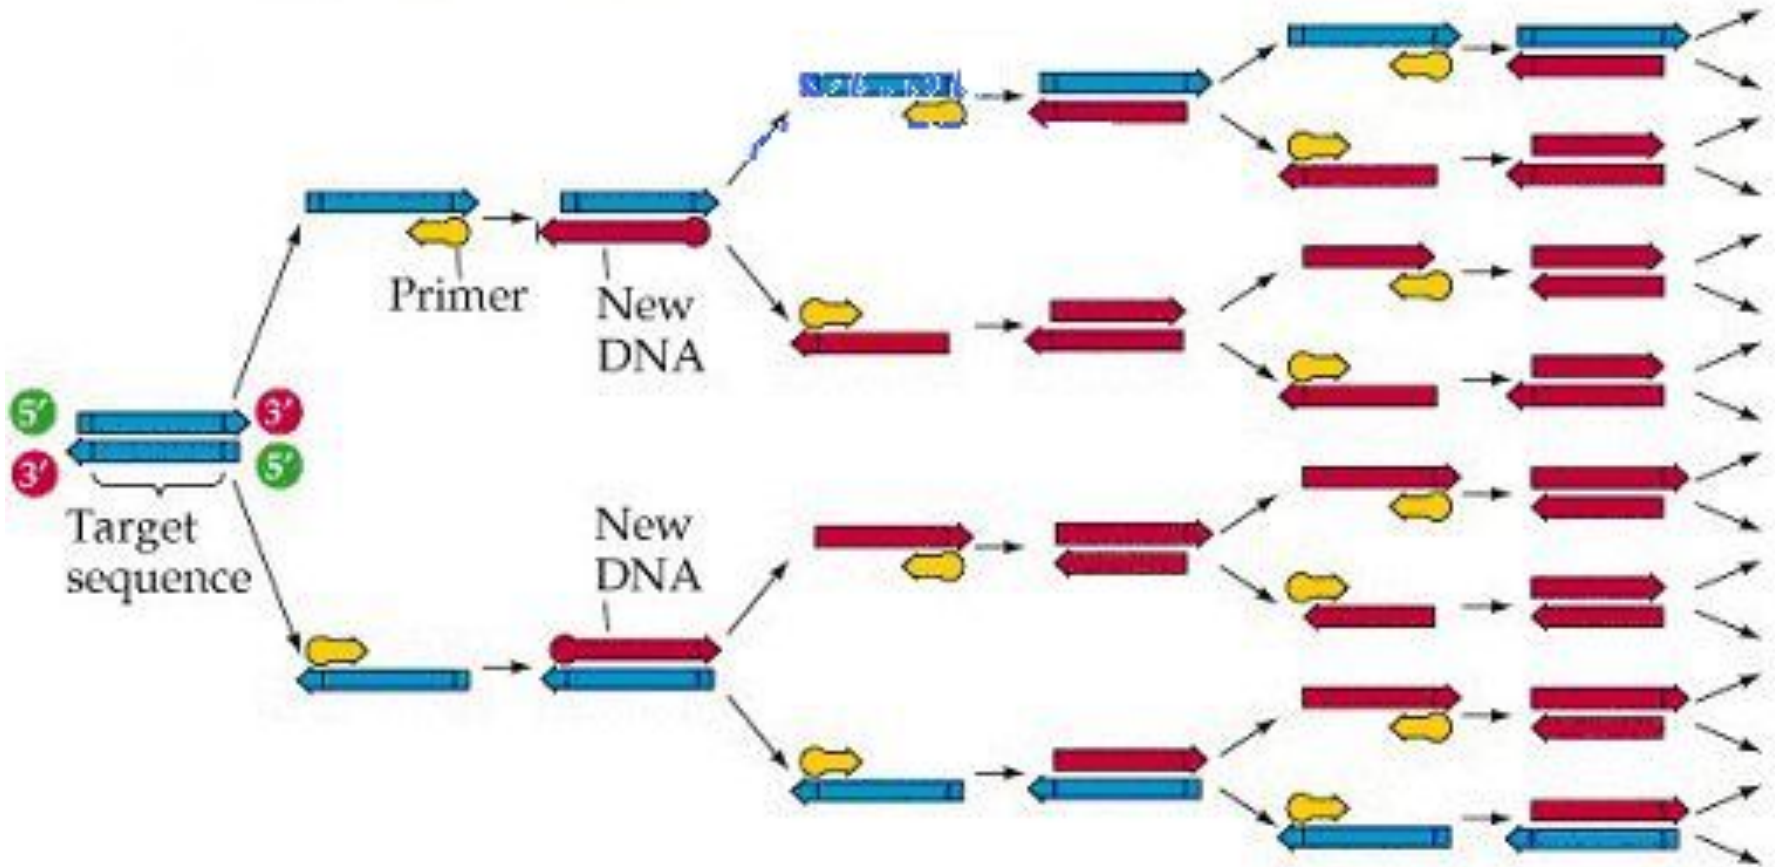 Primer
New
DNA
5′
3′
3′
5′
Target
sequence
New
DNA